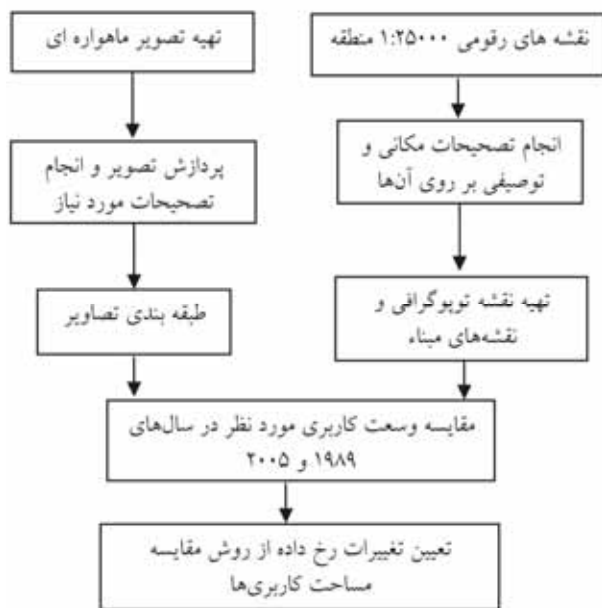 نقشه های رقومی ۱:۲۵۰۰۰ منطقه
انجام تصحیحات مکانی و
توصیفی بر روی آن‌ها
تهیه نقشه توپوگرافی و
نقشه‌های مبناء
تهیه تصویر ماهواره ای
پردازش تصویر و انجام
تصحیحات مورد نیاز
طبقه بندی تصاویر
مقایسه وسعت کاربری مورد نظر در سال‌های
۱۹۸۹ و ۲۰۰۵
تعیین تغییرات رخ داده از روش مقایسه
مساحت کاربری‌ها